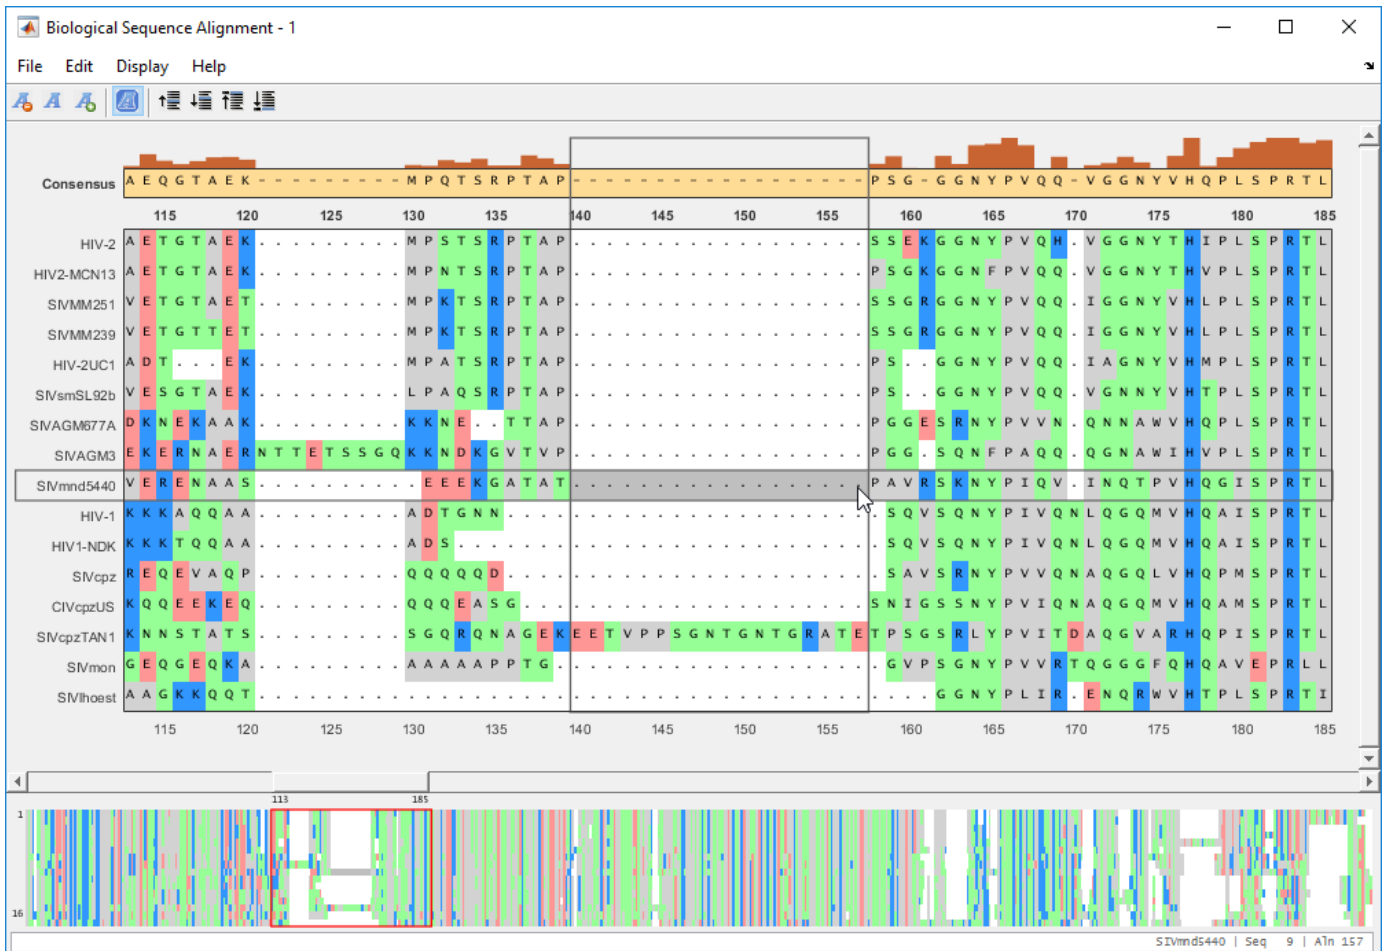 Biological Sequence Alignment - 1
File Edit Display Help
Consensus A E Q G T A E K - - - - - - - - - M P Q T S R P T A P - - - - - - - - - - - - - - - - - - P S G - G G N Y P V Q Q - V G G N Y V H Q P L S P R T L
115 120 125 130 135 140 145 150 155 160 165 170 175 180 185
HIV-2 A E T G T A E K . . . . . . . . . M P S T S R P T A P . . . . . . . . . . . . . . . . . . S S E K G G N Y P V Q H . V G G N Y T H I P L S P R T L
HIV2-MCN13 A E T G T A E K . . . . . . . . . M P N T S R P T A P . . . . . . . . . . . . . . . . . . P S G K G G N F P V Q Q . V G G N Y T H V P L S P R T L
SIVMM251 V E T G T A E T . . . . . . . . . M P K T S R P T A P . . . . . . . . . . . . . . . . . . S S G R G G N Y P V Q Q . I G G N Y V H L P L S P R T L
SIVMM239 V E T G T T E T . . . . . . . . . M P K T S R P T A P . . . . . . . . . . . . . . . . . . S S G R G G N Y P V Q Q . I G G N Y V H L P L S P R T L
HIV-2UC1 A D T . . . E K . . . . . . . . . M P A T S R P T A P . . . . . . . . . . . . . . . . . . P S . . G G N Y P V Q Q . I A G N Y V H M P L S P R T L
SIVsmSL92b V E S G T A E K . . . . . . . . . L P A Q S R P T A P . . . . . . . . . . . . . . . . . . P S . . G G N Y P V Q Q . V G N N Y V H T P L S P R T L
SIVAGM677A D K N E K A A K . . . . . . . . . K K N E . . T T A P . . . . . . . . . . . . . . . . . . P G G E S R N Y P V V N . Q N N A W V H Q P L S P R T L
SIVAGM3 E K E R N A E R N T T E T S S G Q K K N D K G V T V P . . . . . . . . . . . . . . . . . . P G G . S Q N F P A Q Q . Q G N A W I H V P L S P R T L
SIVmnd5440 V E R E N A A S . . . . . . . . . . E E E K G A T A T . . . . . . . . . . . . . . . . . . P A V R S K N Y P I Q V . I N Q T P V H Q G I S P R T L
HIV-1 K K K A Q Q A A . . . . . . . . . A D T G N N . . . . . . . . . . . . . . . . . . . . . . . S Q V S Q N Y P I V Q N L Q G Q M V H Q A I S P R T L
HIV1-NDK K K K T Q Q A A . . . . . . . . . A D S . . . . . . . . . . . . . . . . . . . . . . . . . . S Q V S Q N Y P I V Q N L Q G Q M V H Q A I S P R T L
SIVcpz R E Q E V A Q P . . . . . . . . . Q Q Q Q Q D . . . . . . . . . . . . . . . . . . . . . . . S A V S R N Y P V V Q N A Q G Q L V H Q P M S P R T L
CIVcpzUS K Q Q E E K E Q . . . . . . . . . Q Q Q E A S G . . . . . . . . . . . . . . . . . . . . . S N I G S S N Y P V I Q N A Q G Q M V H Q A M S P R T L
SIVcpzTAN1 K N N S T A T S . . . . . . . . . S G Q R Q N A G E K E E T V P P S G N T G N T G R A T E T P S G S R L Y P V I T D A Q G V A R H Q P I S P R T L
SIVmon G E Q G E Q K A . . . . . . . . . A A A A A P P T G . . . . . . . . . . . . . . . . . . . . G V P S G N Y P V V R T Q G G G F Q H Q A V E P R L L
SIVlhoest A A G K K Q Q T . . . . . . . . . . . . . . . . . . . . . . . . . . . . . . . . . . . . . . . . . G G N Y P L I R . E N Q R W V H T P L S P R T I
115 120 125 130 135 140 145 150 155 160 165 170 175 180 185
113 185
1
16
SIVmnd5440 | Seq 9 | Aln 157